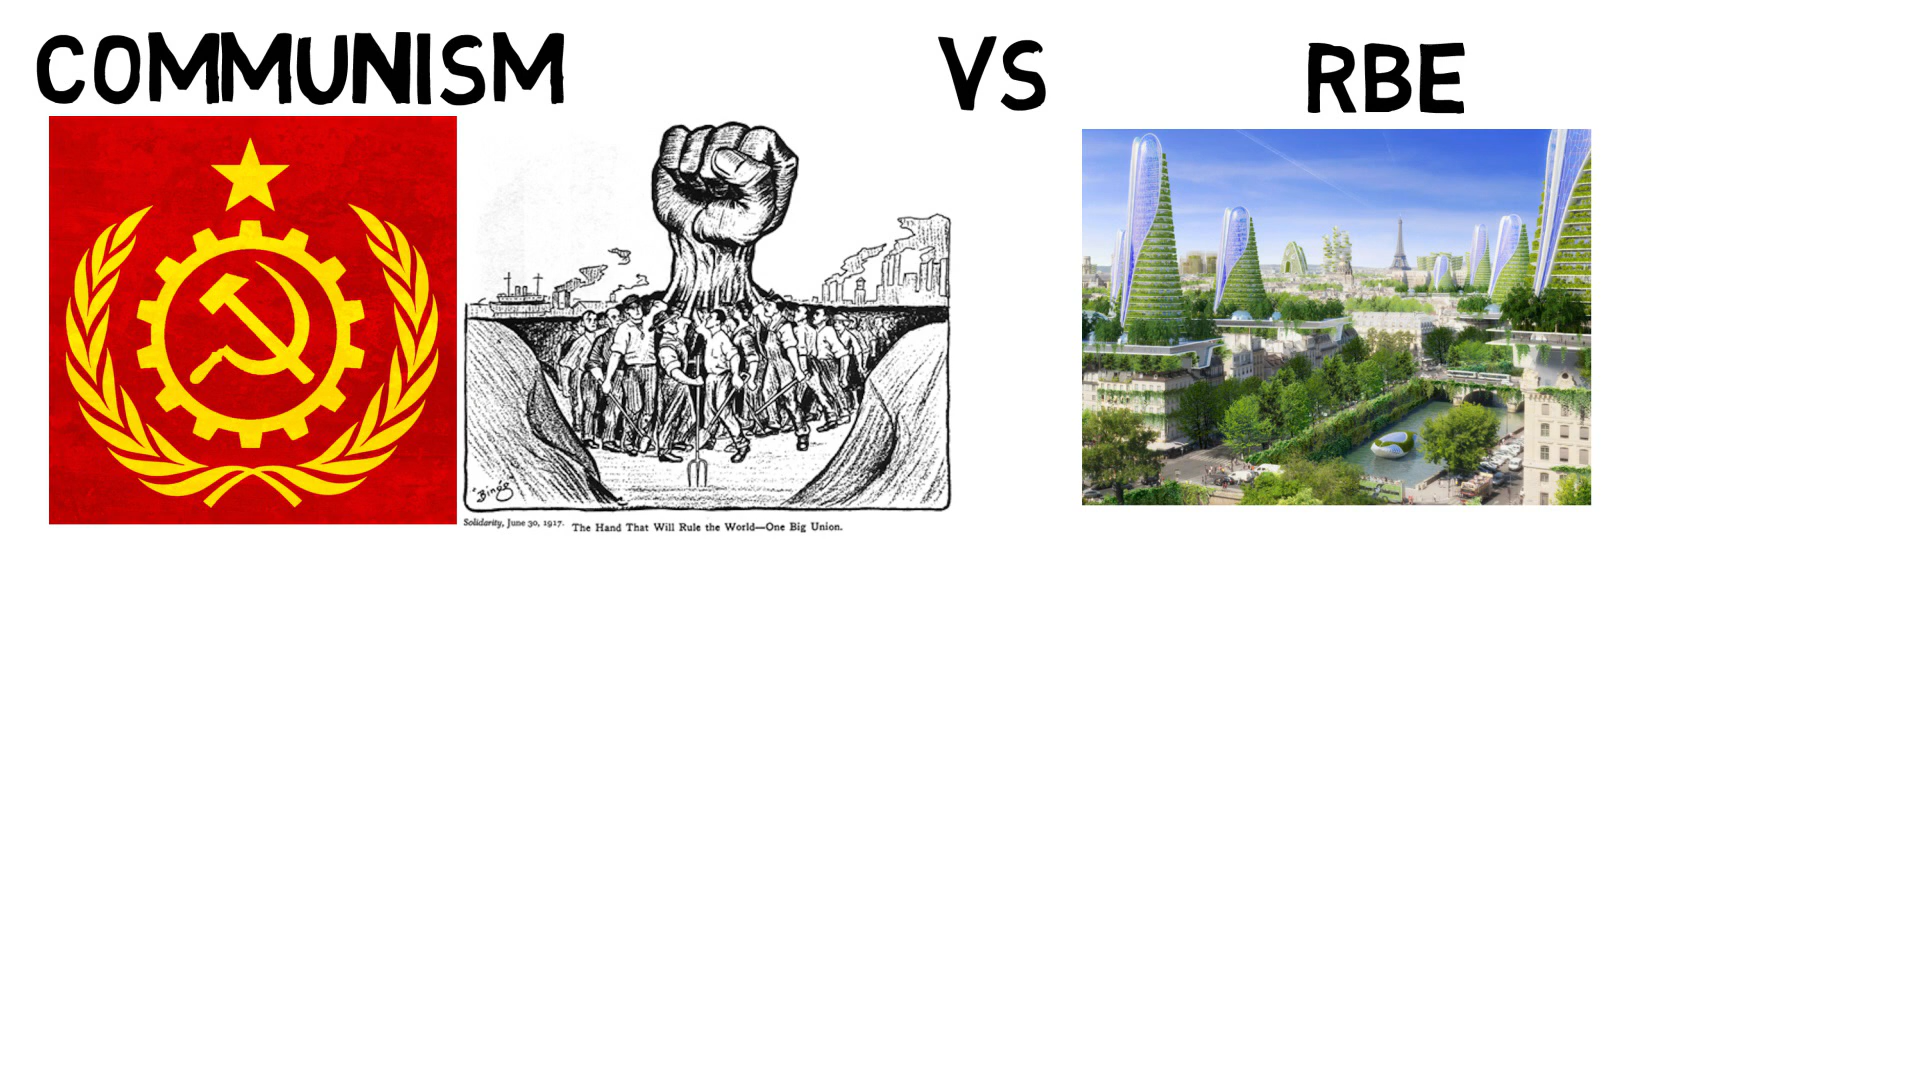 COMMUNISM VS RBE
"Bingo"
Solidarity, June 30, 1917. The Hand That Will Rule the World—One Big Union.